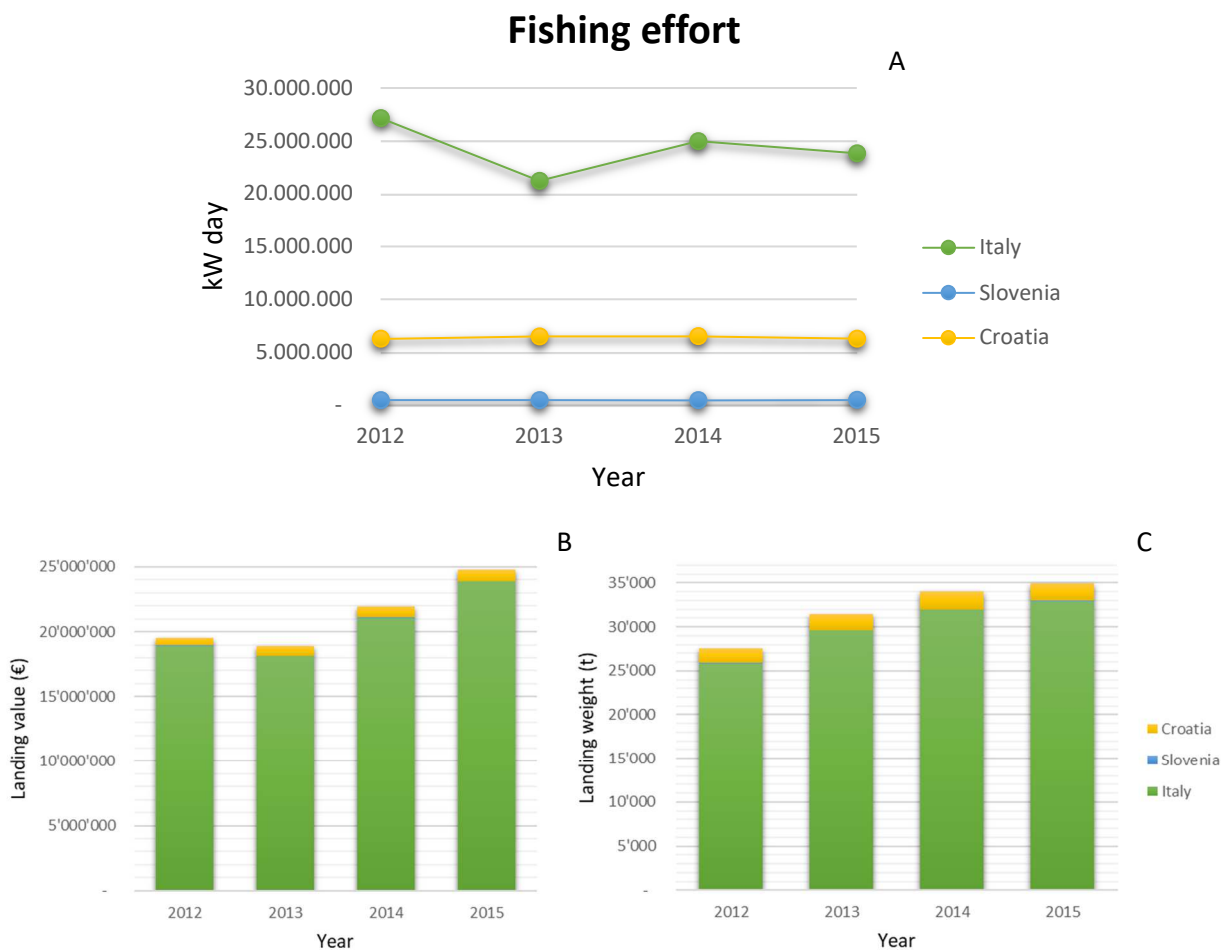 Fishing effort
A
30.000.000
25.000.000
20.000.000
15.000.000
10.000.000
5.000.000
-
kW day
2012 2013 2014 2015
Year
Italy
Slovenia
Croatia
B
25'000'000
20'000'000
15'000'000
10'000'000
5'000'000
-
Landing value (€)
2012 2013 2014 2015
Year
C
35'000
30'000
25'000
20'000
15'000
10'000
5'000
-
Landing weight (t)
2012 2013 2014 2015
Year
Croatia
Slovenia
Italy